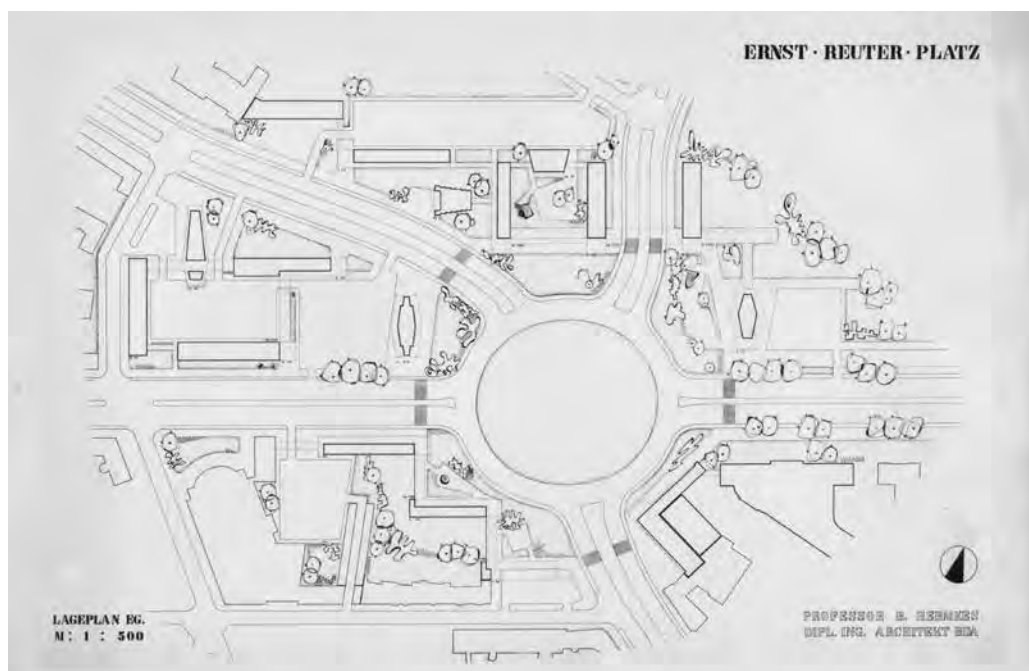 ERNST · REUTER · PLATZ
LAGEPLAN EG.
M: 1 : 500
PROFESSOR B. HERMKES
DIPL. ING. ARCHITEKT BDA